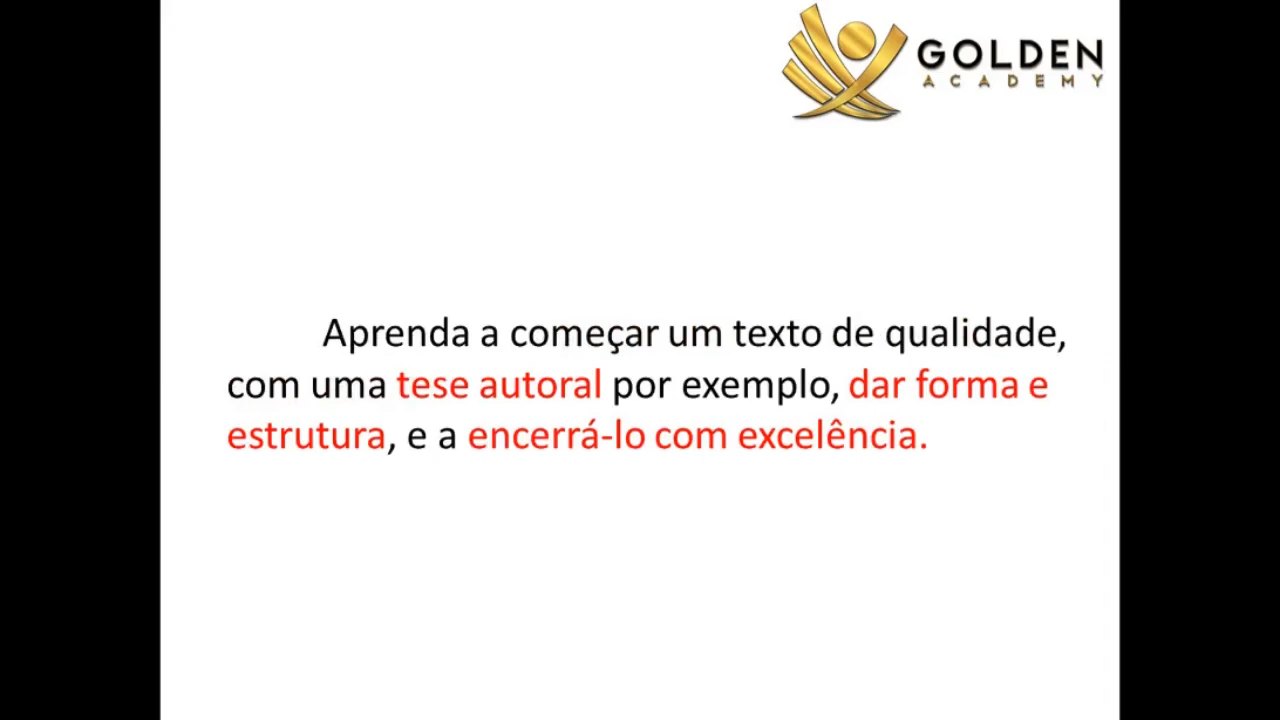 GOLDEN
ACADEMY
Aprenda a começar um texto de qualidade,
com uma tese autoral por exemplo, dar forma e
estrutura, e a encerrá-lo com excelência.